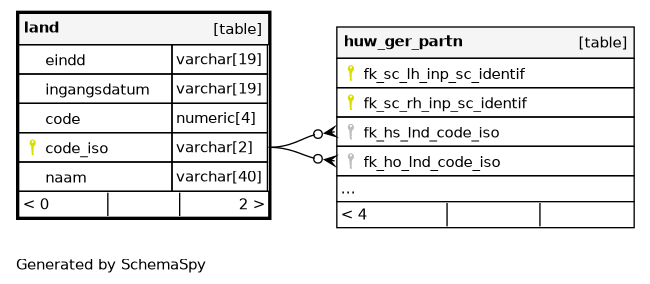 land [table]
eindd varchar[19]
ingangsdatum varchar[19]
code numeric[4]
code_iso varchar[2]
naam varchar[40]
< 0 2 >
huw_ger_partn [table]
fk_sc_lh_inp_sc_identif
fk_sc_rh_inp_sc_identif
fk_hs_lnd_code_iso
fk_ho_lnd_code_iso
...
< 4
Generated by SchemaSpy